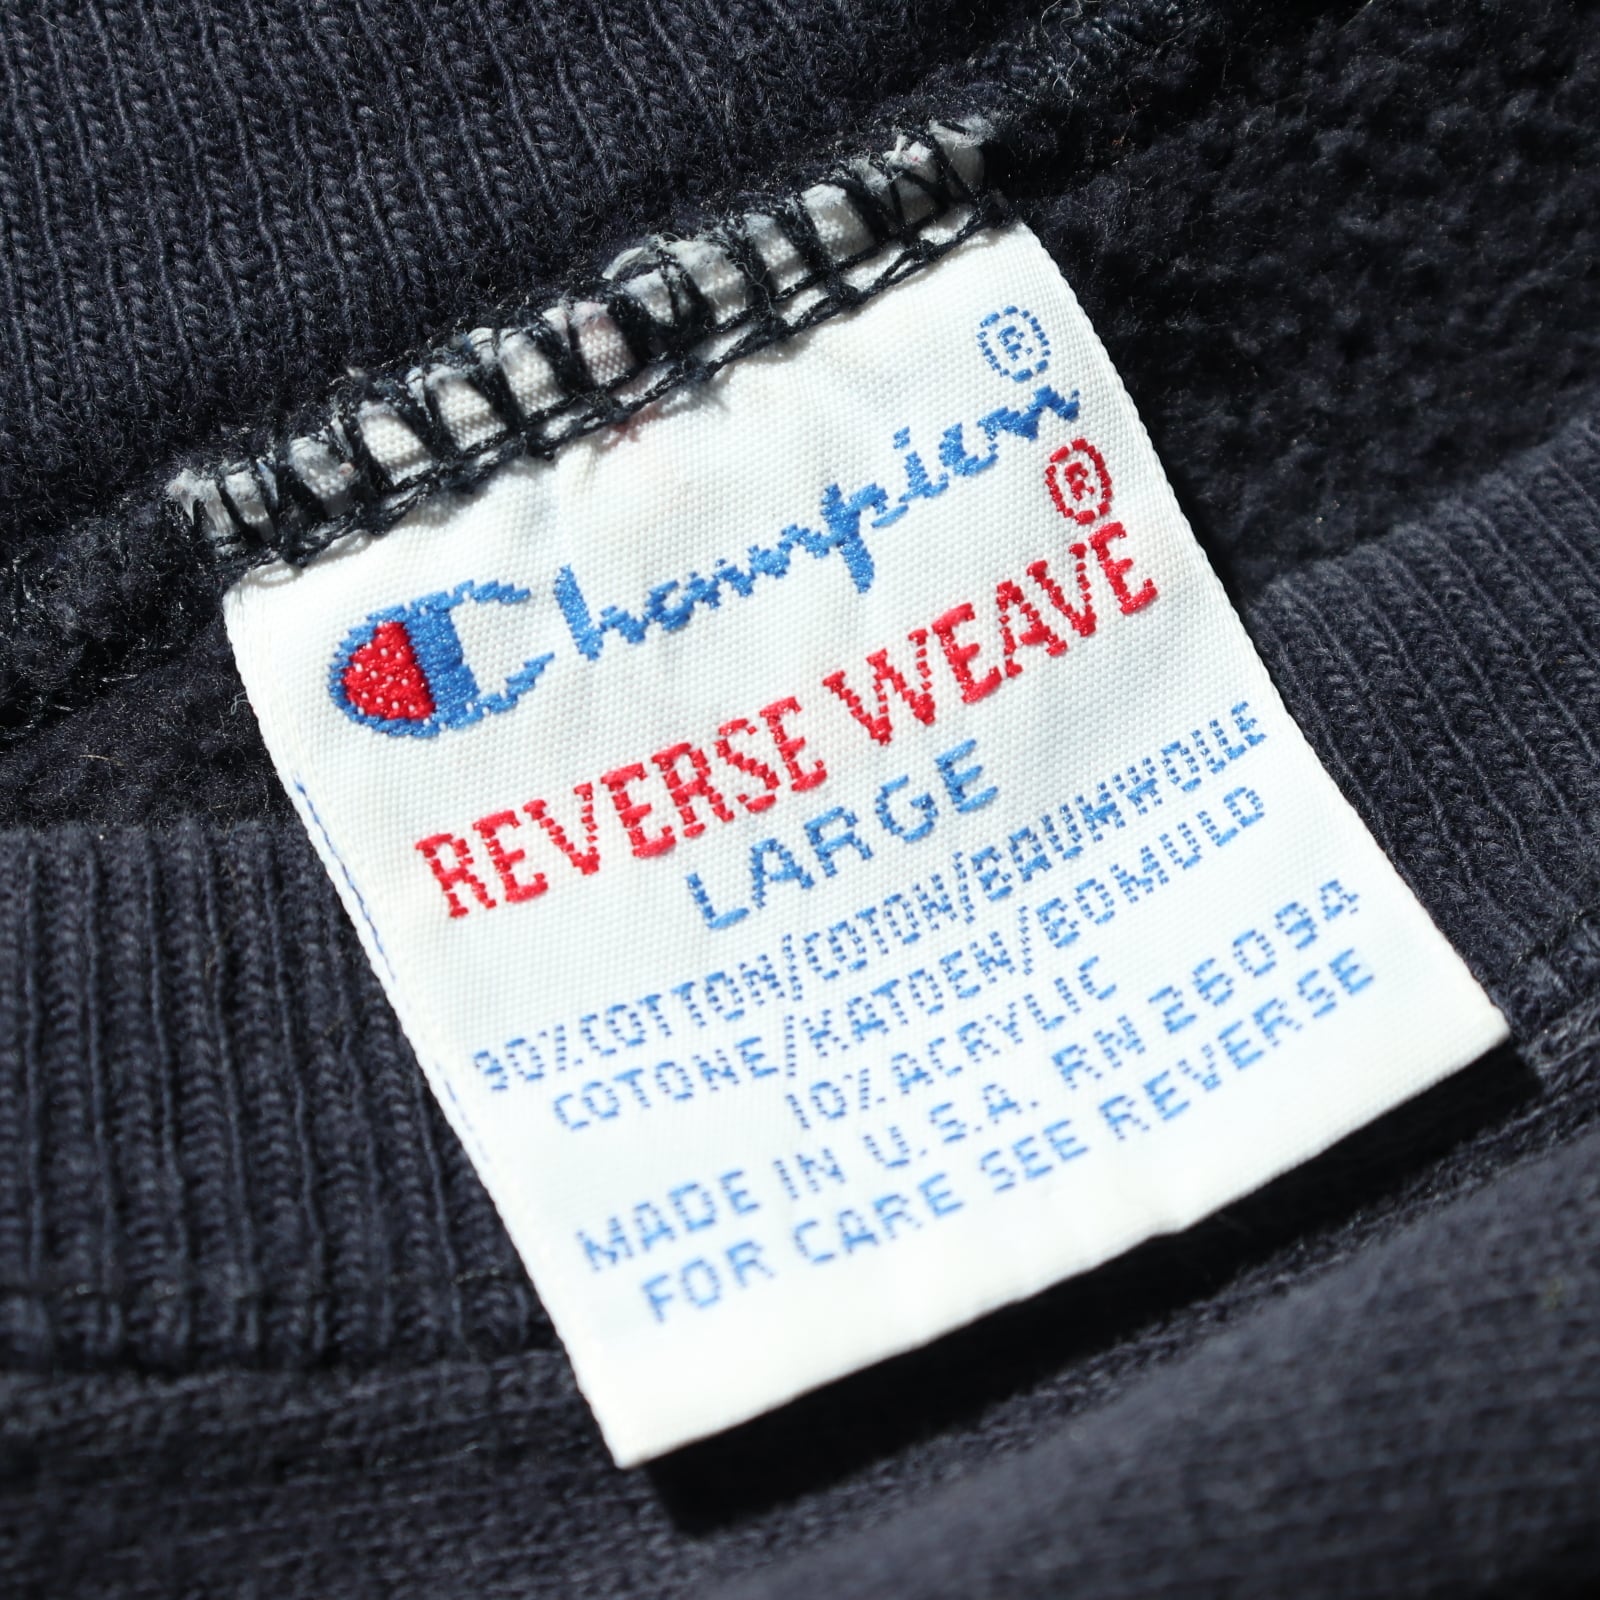 Champion®
REVERSE WEAVE®
LARGE
90% COTTON/COTON/BAUMWOLLE
COTONE/KATOEN/BOMULD
10% ACRYLIC
MADE IN U.S.A. RN 26094
FOR CARE SEE REVERSE